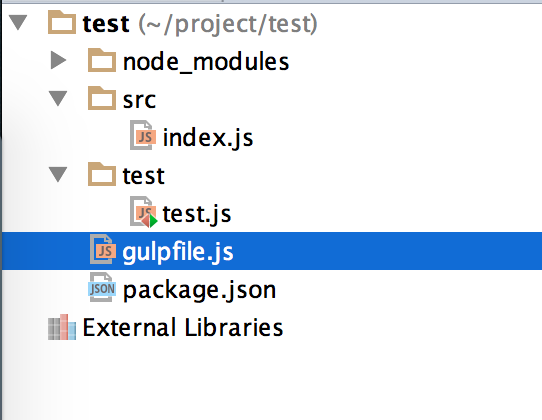 test (~/project/test)
node_modules
src
JS index.js
test
JS test.js
JS gulpfile.js
JSON package.json
External Libraries